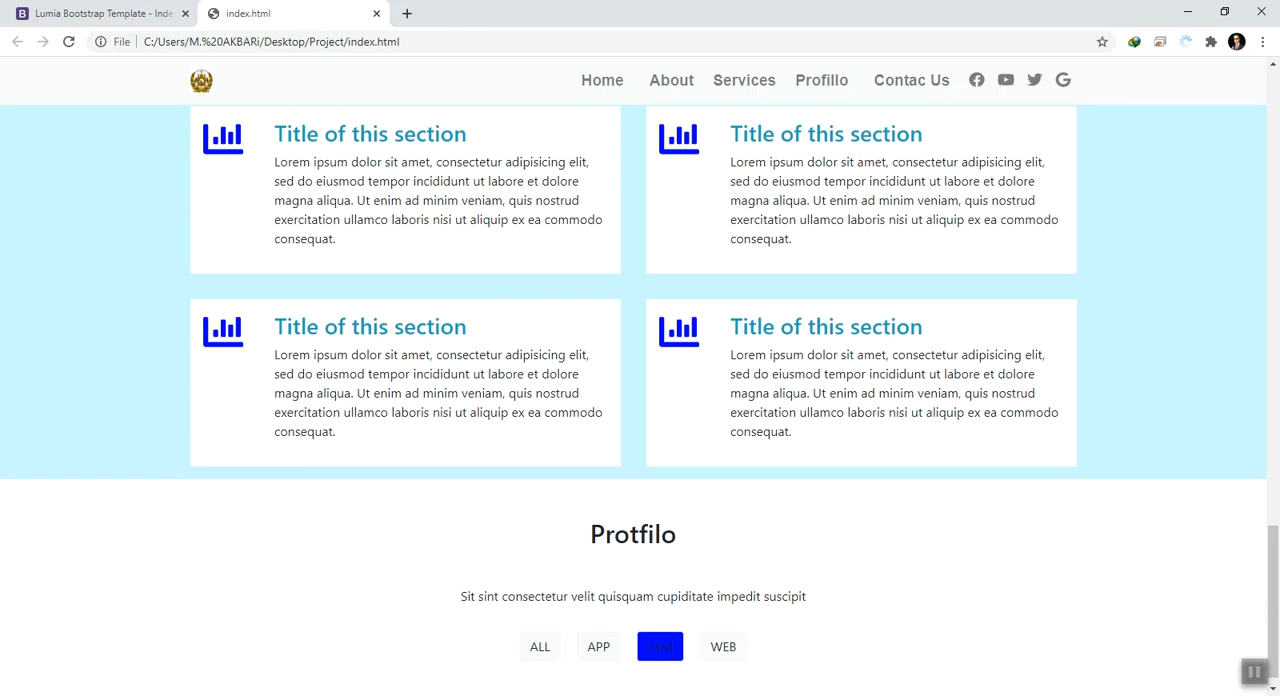 Lumia Bootstrap Template - Inde
index.html
File
C:/Users/M.%20AKBARi/Desktop/Project/index.html
Home About Services Profillo Contac Us
Title of this section
Lorem ipsum dolor sit amet, consectetur adipisicing elit,
sed do eiusmod tempor incididunt ut labore et dolore
magna aliqua. Ut enim ad minim veniam, quis nostrud
exercitation ullamco laboris nisi ut aliquip ex ea commodo
consequat.
Title of this section
Lorem ipsum dolor sit amet, consectetur adipisicing elit,
sed do eiusmod tempor incididunt ut labore et dolore
magna aliqua. Ut enim ad minim veniam, quis nostrud
exercitation ullamco laboris nisi ut aliquip ex ea commodo
consequat.
Title of this section
Lorem ipsum dolor sit amet, consectetur adipisicing elit,
sed do eiusmod tempor incididunt ut labore et dolore
magna aliqua. Ut enim ad minim veniam, quis nostrud
exercitation ullamco laboris nisi ut aliquip ex ea commodo
consequat.
Title of this section
Lorem ipsum dolor sit amet, consectetur adipisicing elit,
sed do eiusmod tempor incididunt ut labore et dolore
magna aliqua. Ut enim ad minim veniam, quis nostrud
exercitation ullamco laboris nisi ut aliquip ex ea commodo
consequat.
Protfilo
Sit sint consectetur velit quisquam cupiditate impedit suscipit
ALL APP WEB